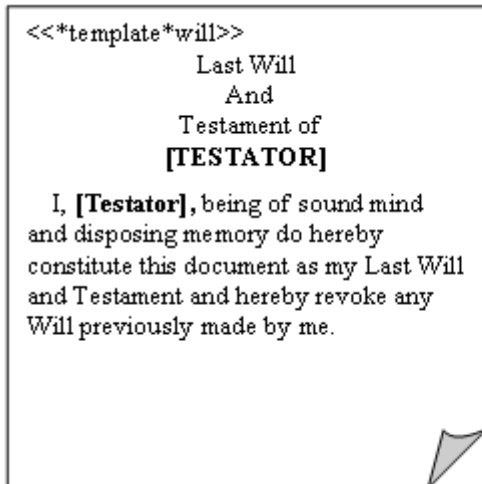 <<*template*will>>
Last Will
And
Testament of
[TESTATOR]
I, [Testator], being of sound mind
and disposing memory do hereby
constitute this document as my Last Will
and Testament and hereby revoke any
Will previously made by me.